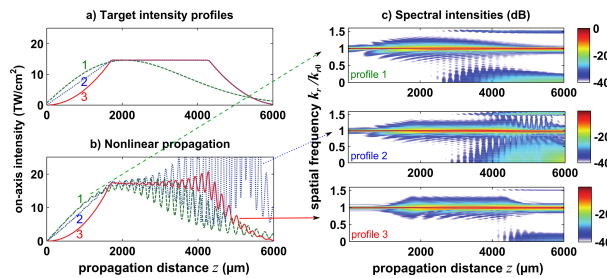 a) Target intensity profiles
c) Spectral intensities (dB)
on-axis intensity (TW/cm²)
20
10
0
1
2
3
0 2000 4000 6000
b) Nonlinear propagation
20
10
0
1
2
3
0 2000 4000 6000
propagation distance z (μm)
spatial frequency k_r/k_r0
1.5
1
0.5
profile 1
0
-20
-40
2000 4000 6000
1.5
1
0.5
profile 2
0
-20
-40
2000 4000 6000
1.5
1
0.5
profile 3
0
-20
-40
0 2000 4000 6000
propagation distance z (μm)